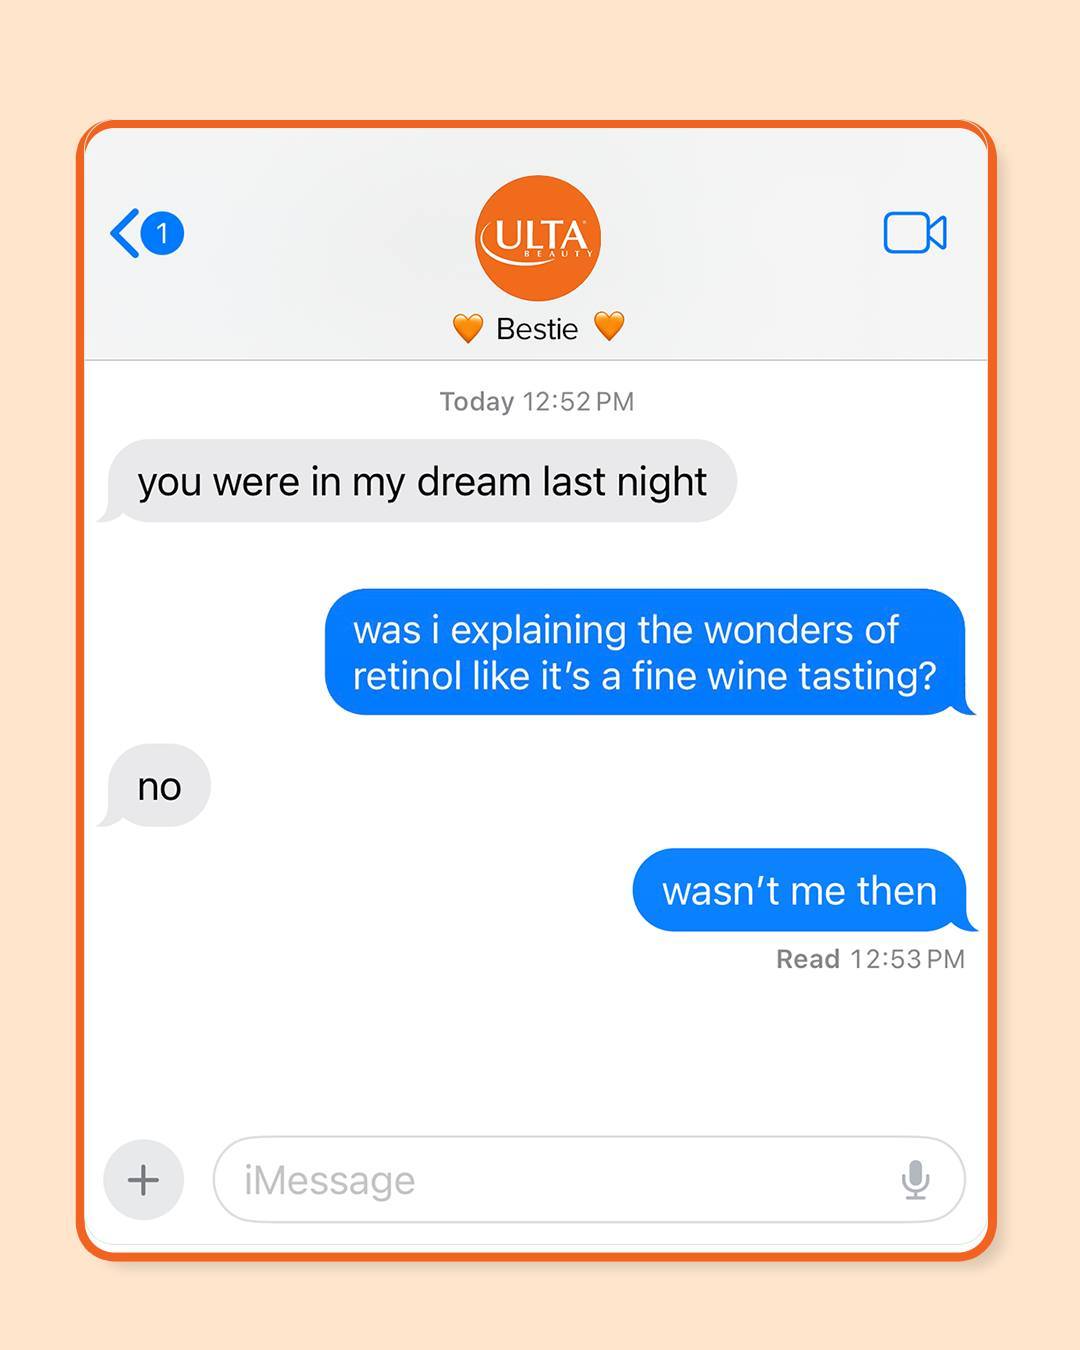 1
ULTA
BEAUTY
🧡 Bestie 🧡
Today 12:52 PM
you were in my dream last night
was i explaining the wonders of
retinol like it’s a fine wine tasting?
no
wasn’t me then
Read 12:53 PM
iMessage